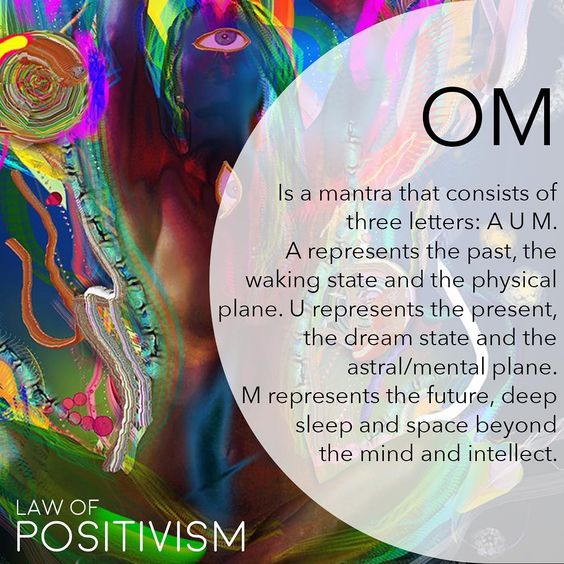 OM
Is a mantra that consists of
three letters: A U M.
A represents the past, the
waking state and the physical
plane. U represents the present,
the dream state and the
astral/mental plane.
M represents the future, deep
sleep and space beyond
the mind and intellect.
LAW OF
POSITIVISM